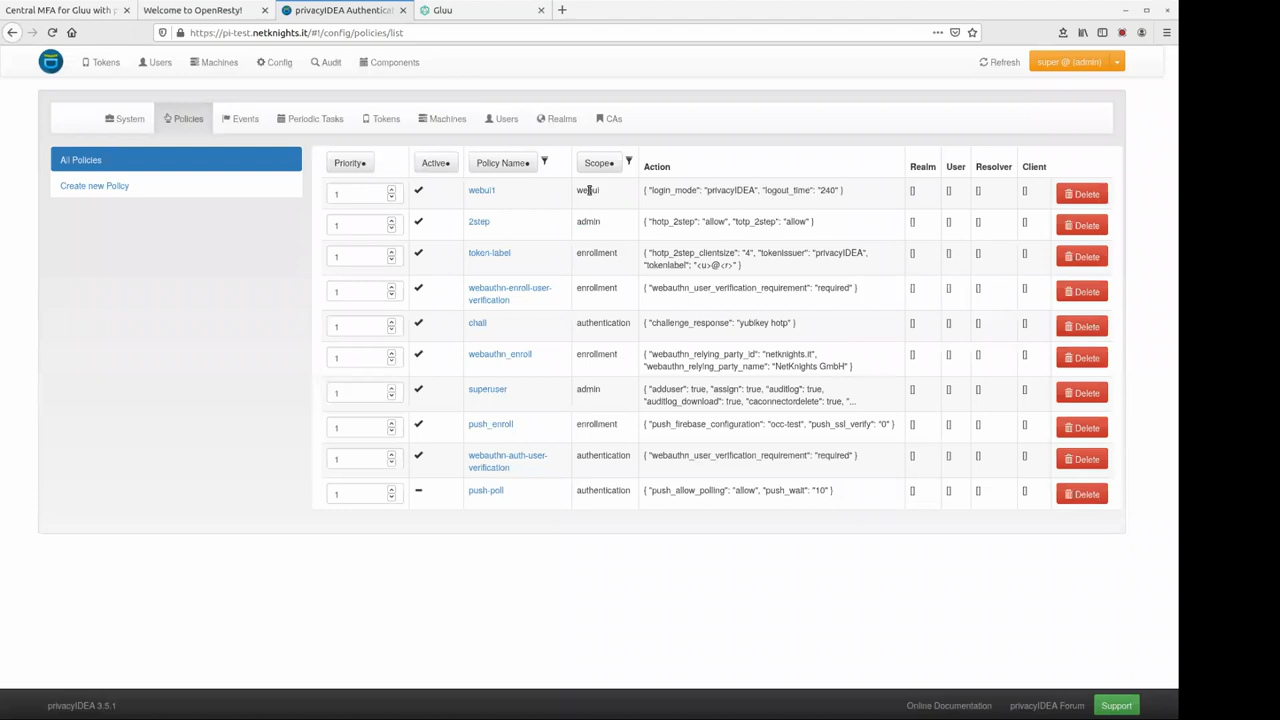 Central MFA for Gluu with p
Welcome to OpenResty!
privacyIDEA Authenticat
Gluu
https://pi-test.netknights.it/#!/config/policies/list
Tokens
Users
Machines
Config
Audit
Components
Refresh
super @ (admin)
System
Policies
Events
Periodic Tasks
Tokens
Machines
Users
Realms
CAs
All Policies
Create new Policy
Priority
Active
Policy Name
Scope
Action
Realm
User
Resolver
Client
1
webui1
webui
{ "login_mode": "privacyIDEA", "logout_time": "240" }
[]
[]
[]
[]
Delete
1
2step
admin
{ "hotp_2step": "allow", "totp_2step": "allow" }
[]
[]
[]
[]
Delete
1
token-label
enrollment
{ "hotp_2step_clientsize": "4", "tokenissuer": "privacyIDEA",
"tokenlabel": "<u>@<r>" }
[]
[]
[]
[]
Delete
1
webauthn-enroll-user-
verification
enrollment
{ "webauthn_user_verification_requirement": "required" }
[]
[]
[]
[]
Delete
1
chall
authentication
{ "challenge_response": "yubikey hotp" }
[]
[]
[]
[]
Delete
1
webauthn_enroll
enrollment
{ "webauthn_relying_party_id": "netknights.it",
"webauthn_relying_party_name": "NetKnights GmbH" }
[]
[]
[]
[]
Delete
1
superuser
admin
{ "adduser": true, "assign": true, "auditlog": true,
"auditlog_download": true, "caconnectordelete": true, "...
[]
[]
[]
[]
Delete
1
push_enroll
enrollment
{ "push_firebase_configuration": "occ-test", "push_ssl_verify": "0" }
[]
[]
[]
[]
Delete
1
webauthn-auth-user-
verification
authentication
{ "webauthn_user_verification_requirement": "required" }
[]
[]
[]
[]
Delete
1
push-poll
authentication
{ "push_allow_polling": "allow", "push_wait": "10" }
[]
[]
[]
[]
Delete
privacyIDEA 3.5.1
Online Documentation
privacyIDEA Forum
Support